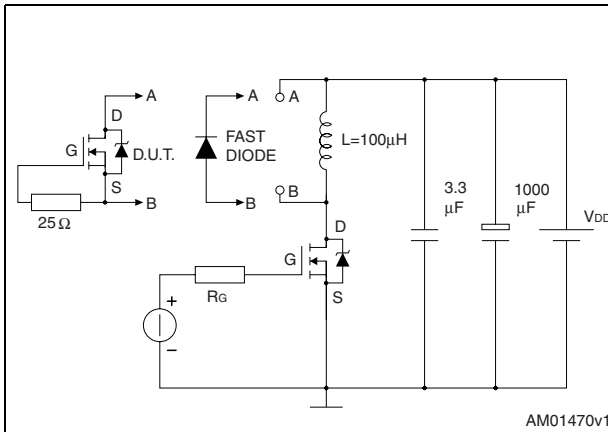 A
D
G
D.U.T.
S
B
25 Ω
A
FAST
DIODE
B
A
B
L=100µH
D
G
S
RG
+
-
3.3
µF
1000
µF
VDD
AM01470v1